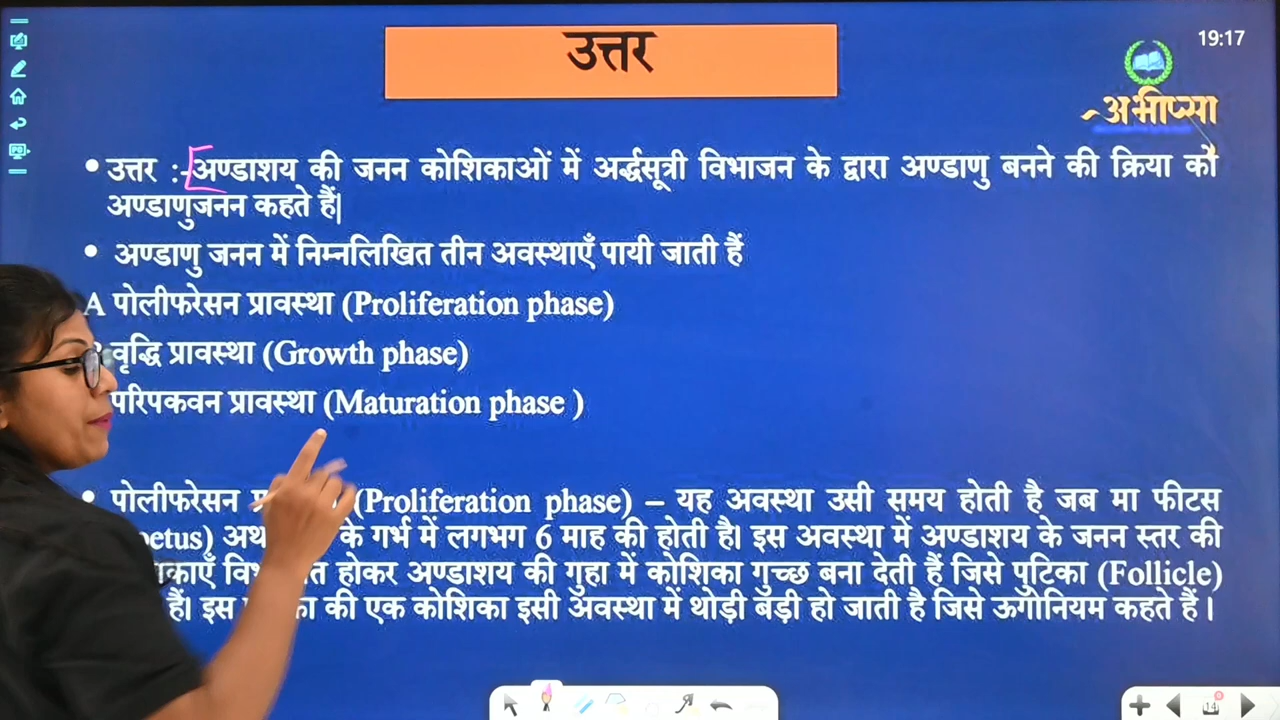 उत्तर
19:17
अभीप्सा
• उत्तर :- अण्डाशय की जनन कोशिकाओं में अर्द्धसूत्री विभाजन के द्वारा अण्डाणु बनने की क्रिया को
अण्डाणुजनन कहते हैं|
• अण्डाणु जनन में निम्नलिखित तीन अवस्थाएँ पायी जाती हैं
A पोलीफरेसन प्रावस्था (Proliferation phase)
वृद्धि प्रावस्था (Growth phase)
परिपकवन प्रावस्था (Maturation phase )
• पोलीफरेसन (Proliferation phase) – यह अवस्था उसी समय होती है जब मा फीटस
के गर्भ में लगभग 6 माह की होती है। इस अवस्था में अण्डाशय के जनन स्तर की
होकर अण्डाशय की गुहा में कोशिका गुच्छ बना देती हैं जिसे पुटिका (Follicle)
हैं। इस की एक कोशिका इसी अवस्था में थोड़ी बड़ी हो जाती है जिसे ऊगोनियम कहते हैं ।
14